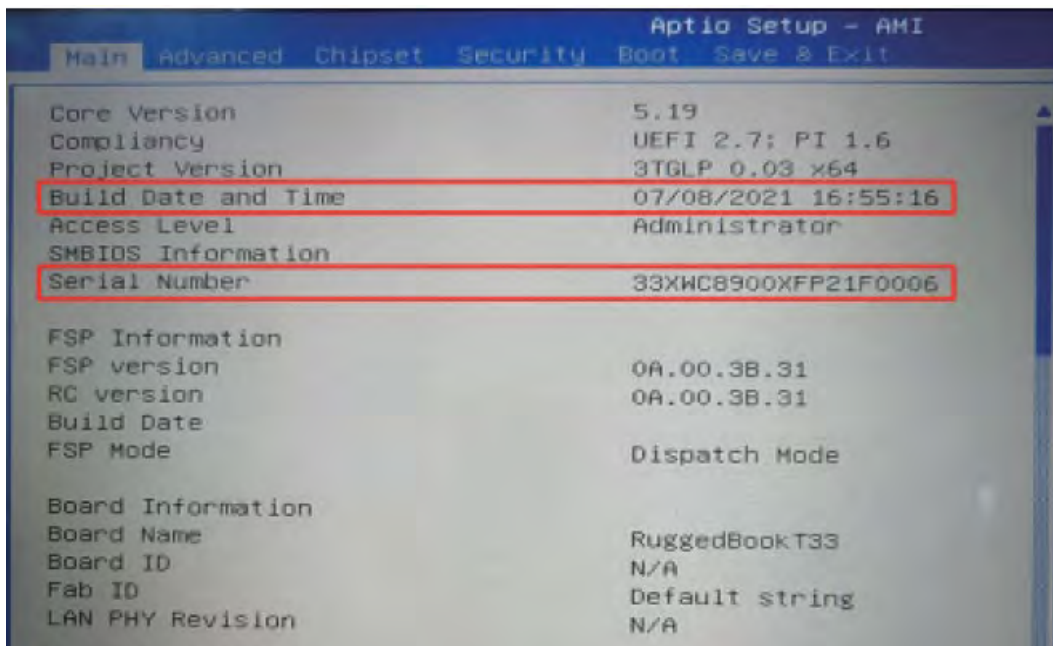 Aptio Setup - AMI
Main Advanced Chipset Security Boot Save & Exit
Core Version 5.19
Compliancy UEFI 2.7; PI 1.6
Project Version 3TGLP 0.03 x64
Build Date and Time 07/08/2021 16:55:16
Access Level Administrator
SMBIOS Information
Serial Number 33XWC8900XFP21F0006
FSP Information
FSP version 0A.00.3B.31
RC version 0A.00.3B.31
Build Date
FSP Mode Dispatch Mode
Board Information
Board Name RuggedBookT33
Board ID N/A
Fab ID Default string
LAN PHY Revision N/A